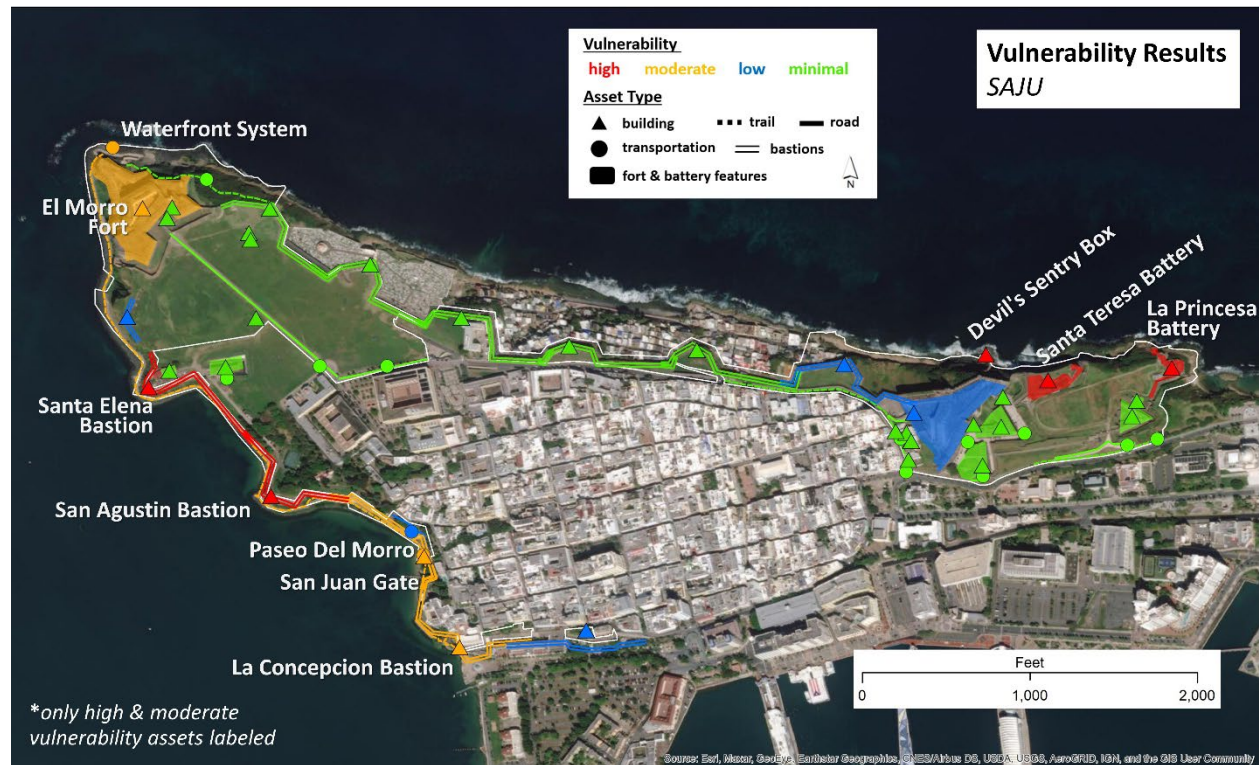 Vulnerability
high moderate low minimal
Asset Type
building trail road
transportation bastions
fort & battery features
N
Vulnerability Results
SAJU
Waterfront System
El Morro
Fort
Devil's Sentry Box
Santa Teresa Battery
La Princesa
Battery
Santa Elena
Bastion
San Agustin Bastion
Paseo Del Morro
San Juan Gate
La Concepcion Bastion
Feet
0 1,000 2,000
*only high & moderate
vulnerability assets labeled
Source: Esri, Maxar, GeoEye, Earthstar Geographics, CNES/Airbus DS, USDA, USGS, AeroGRID, IGN, and the GIS User Community